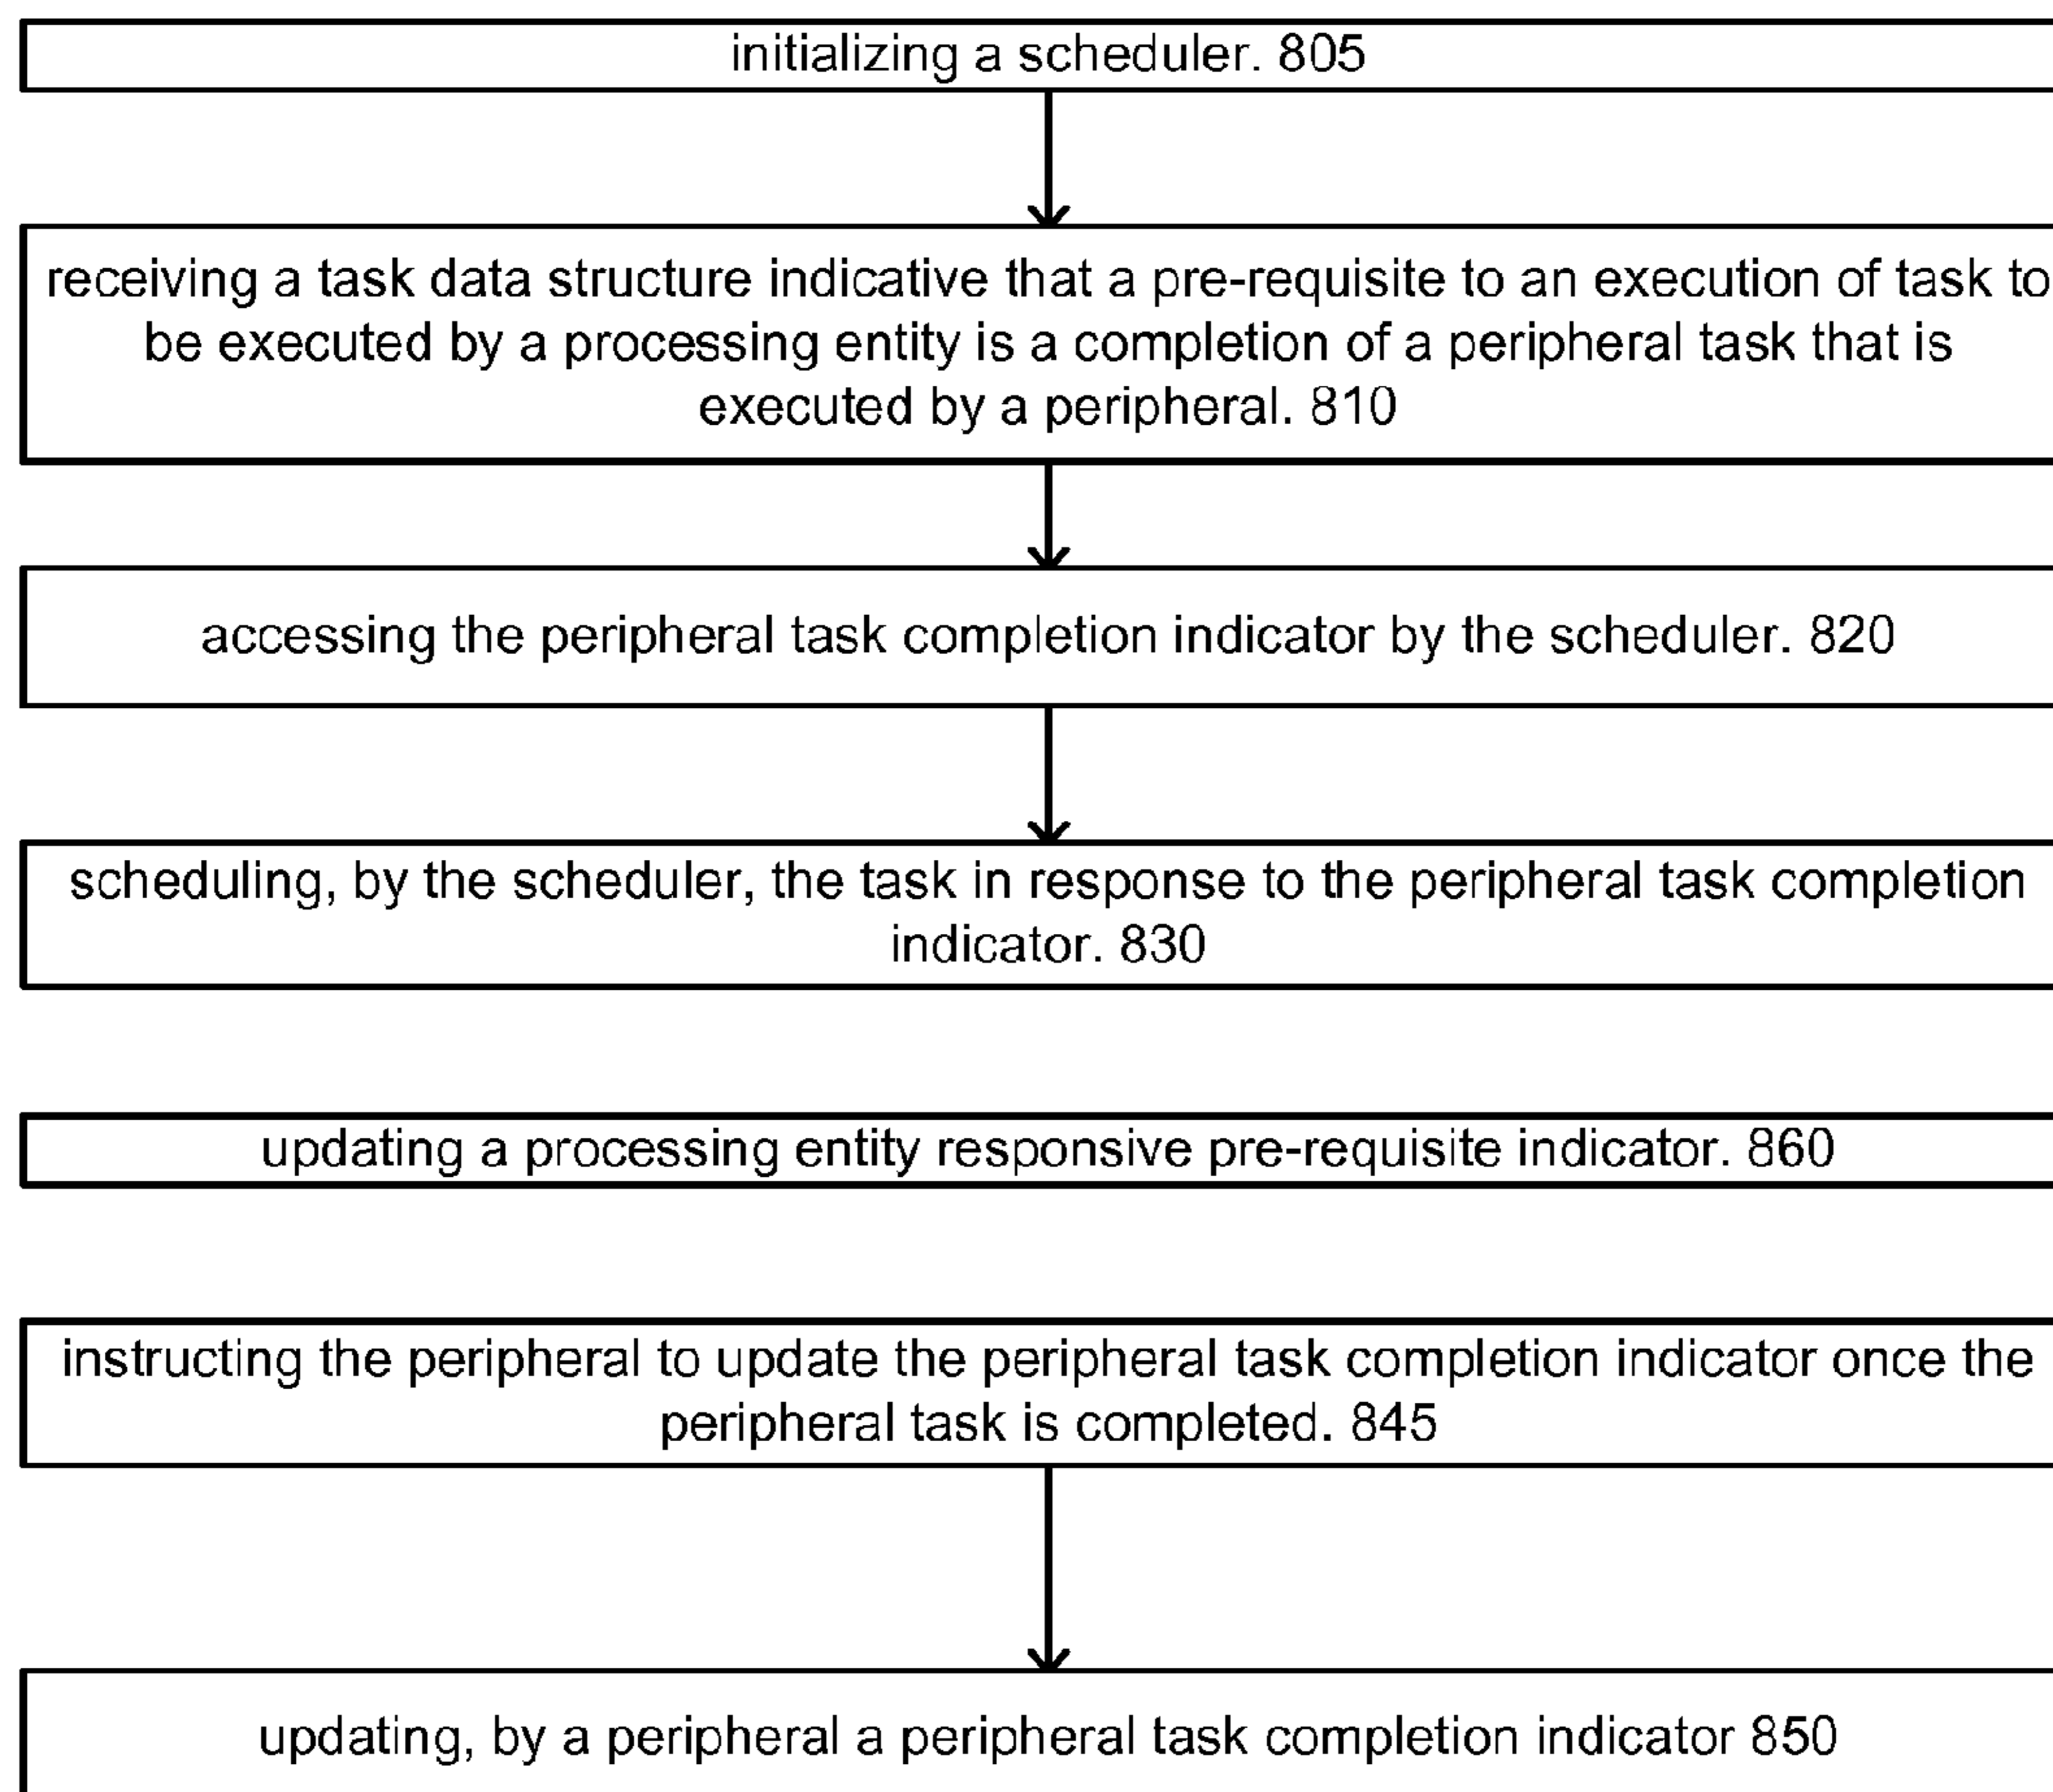 initializing a scheduler. 805
receiving a task data structure indicative that a pre-requisite to an execution of task to
be executed by a processing entity is a completion of a peripheral task that is
executed by a peripheral. 810
accessing the peripheral task completion indicator by the scheduler. 820
scheduling, by the scheduler, the task in response to the peripheral task completion
indicator. 830
updating a processing entity responsive pre-requisite indicator. 860
instructing the peripheral to update the peripheral task completion indicator once the
peripheral task is completed. 845
updating, by a peripheral a peripheral task completion indicator 850